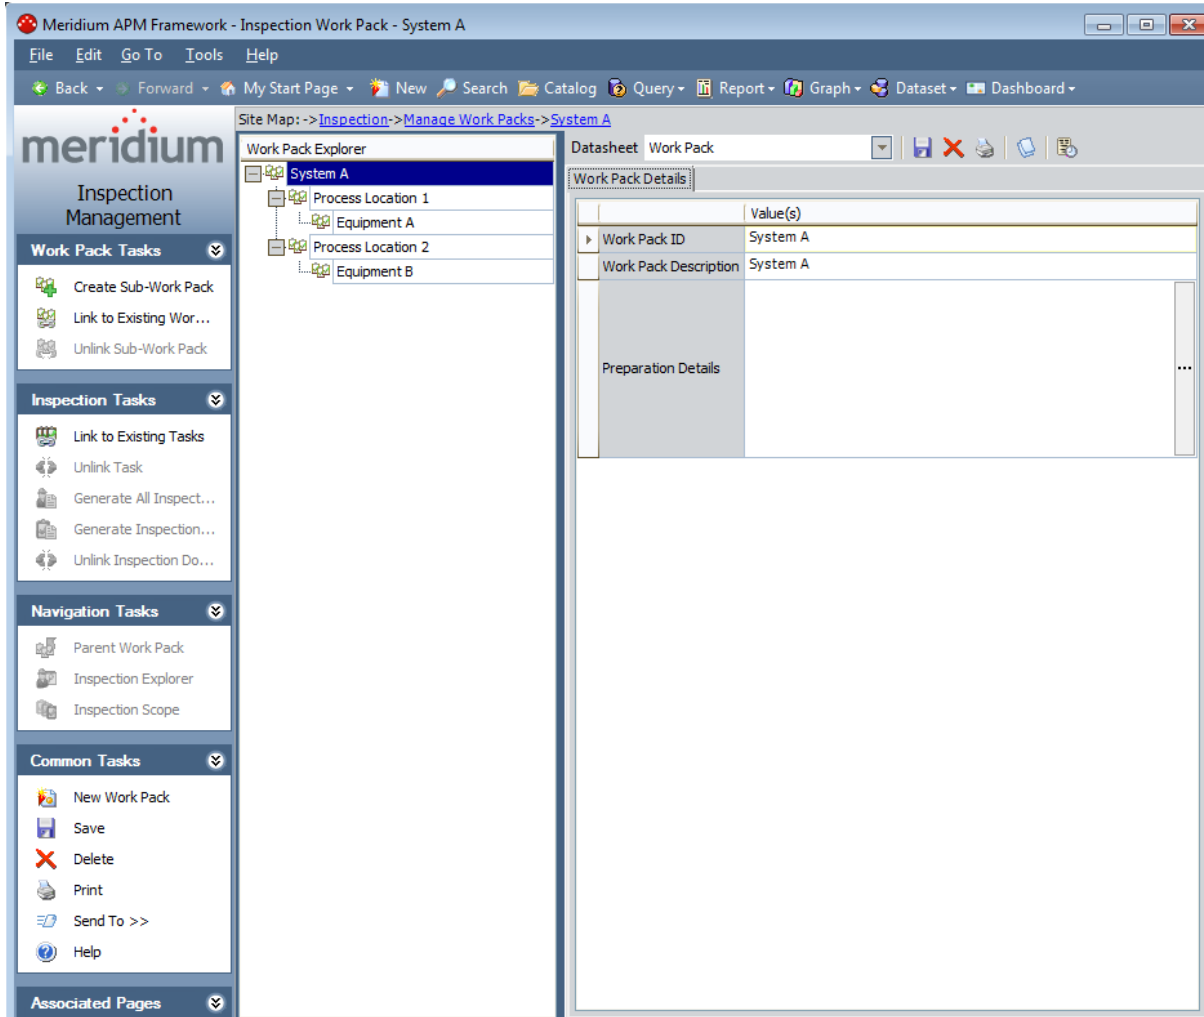 Meridium APM Framework - Inspection Work Pack - System A
File Edit Go To Tools Help
Back Forward My Start Page New Search Catalog Query Report Graph Dataset Dashboard
meridium
Inspection
Management
Work Pack Tasks
Create Sub-Work Pack
Link to Existing Wor...
Unlink Sub-Work Pack
Inspection Tasks
Link to Existing Tasks
Unlink Task
Generate All Inspect...
Generate Inspection...
Unlink Inspection Do...
Navigation Tasks
Parent Work Pack
Inspection Explorer
Inspection Scope
Common Tasks
New Work Pack
Save
Delete
Print
Send To >>
Help
Associated Pages
Site Map: ->Inspection->Manage Work Packs->System A
Work Pack Explorer
System A
Process Location 1
Equipment A
Process Location 2
Equipment B
Datasheet Work Pack
Work Pack Details
Value(s)
Work Pack ID System A
Work Pack Description System A
Preparation Details ...